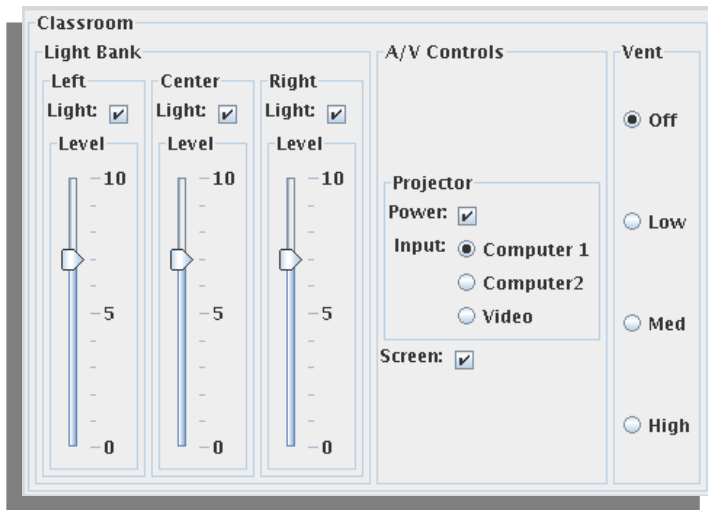 Classroom
Light Bank
Left
Light:
Level
10
5
0
Center
Light:
Level
10
5
0
Right
Light:
Level
10
5
0
A/V Controls
Projector
Power:
Input:
Computer 1
Computer2
Video
Screen:
Vent
Off
Low
Med
High